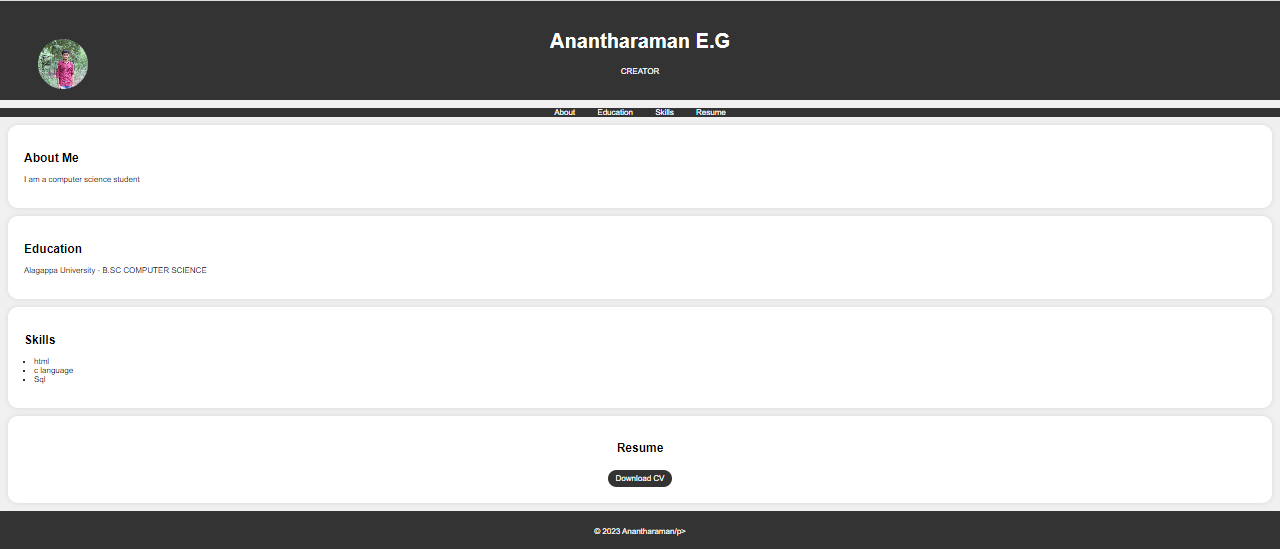 Anantharaman E.G
CREATOR
About Education Skills Resume
About Me
I am a computer science student
Education
Alagappa University - B.SC COMPUTER SCIENCE
Skills
• html
• c language
• Sql
Resume
Download CV
© 2023 Anantharaman/p>